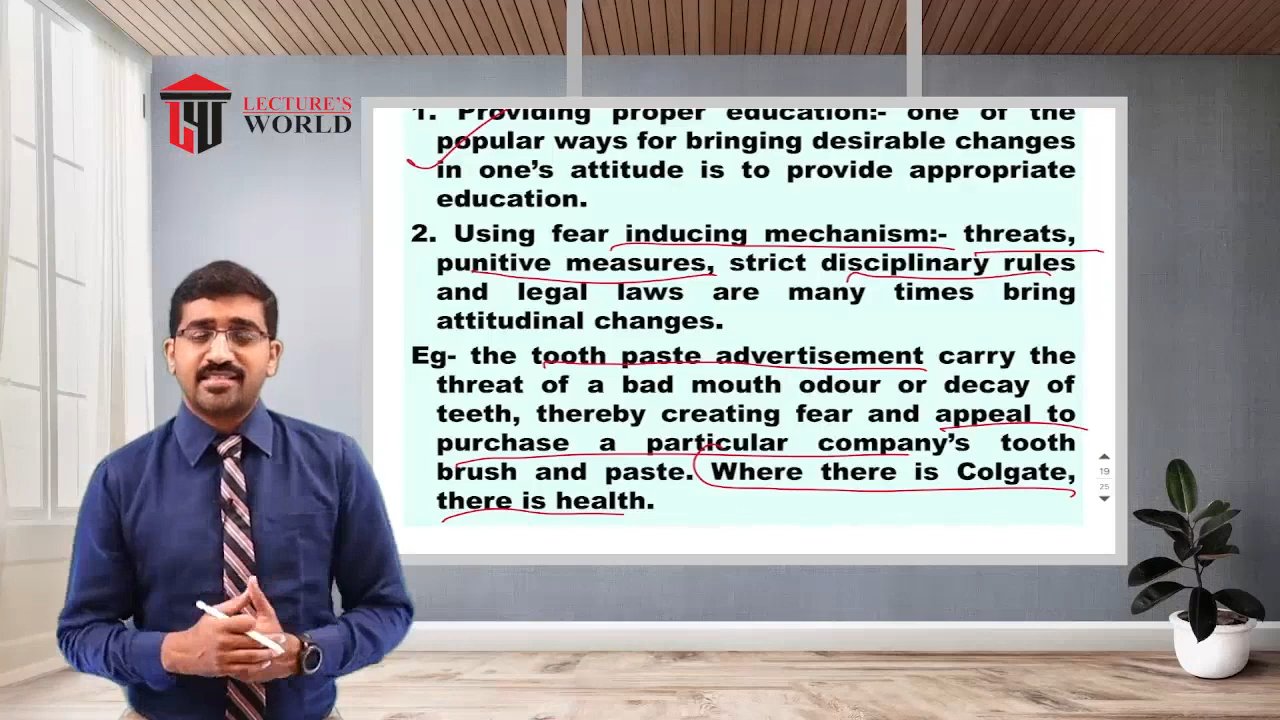 LECTURE'S
WORLD
1. Providing proper education:- one of the
popular ways for bringing desirable changes
in one's attitude is to provide appropriate
education.
2. Using fear inducing mechanism:- threats,
punitive measures, strict disciplinary rules
and legal laws are many times bring
attitudinal changes.
Eg- the tooth paste advertisement carry the
threat of a bad mouth odour or decay of
teeth, thereby creating fear and appeal to
purchase a particular company's tooth
brush and paste. Where there is Colgate,
there is health.
19
25